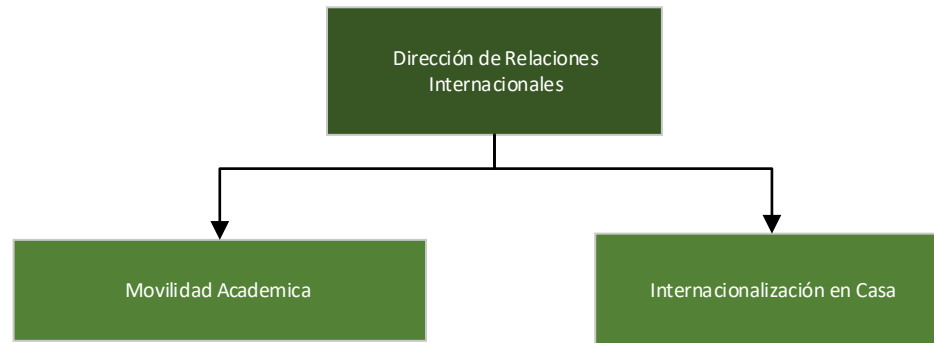 Dirección de Relaciones
Internacionales
Movilidad Academica
Internacionalización en Casa